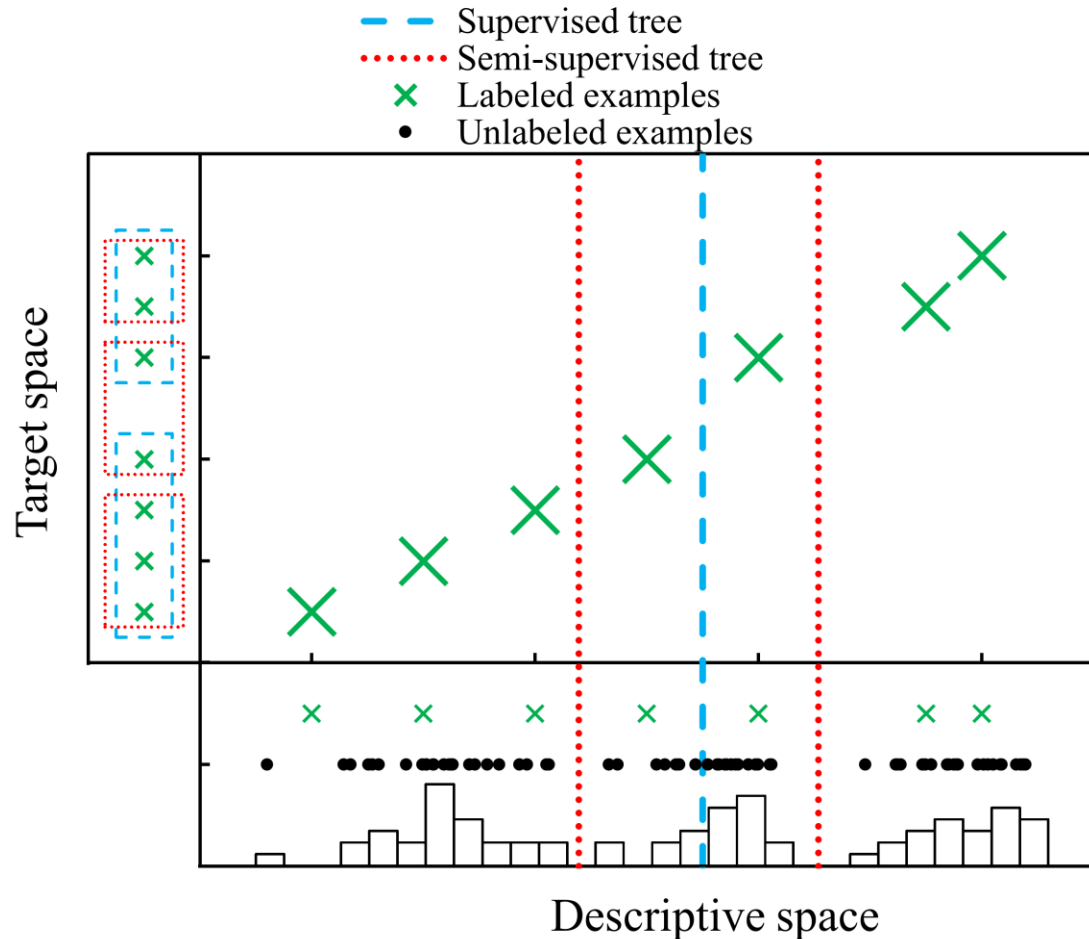 Supervised tree
Semi-supervised tree
Labeled examples
Unlabeled examples
Target space
Descriptive space